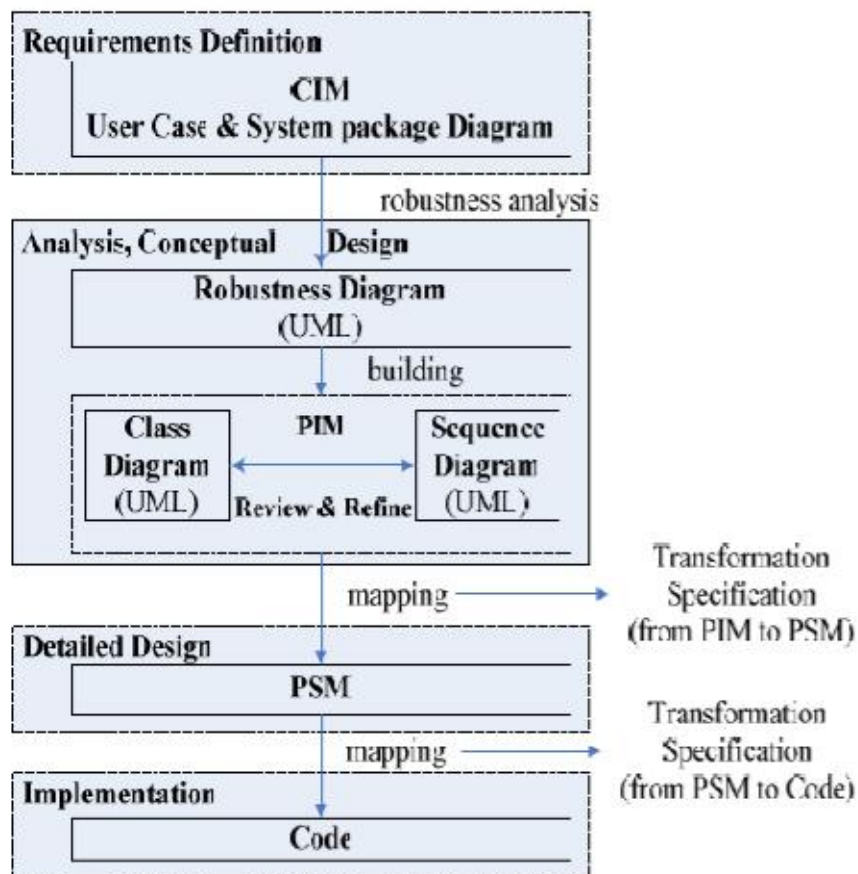 Requirements Definition
CIM
User Case & System package Diagram
robustness analysis
Analysis, Conceptual Design
Robustness Diagram
(UML)
building
Class
Diagram
(UML)
PIM
Review & Refine
Sequence
Diagram
(UML)
mapping
Transformation
Specification
(from PIM to PSM)
Detailed Design
PSM
mapping
Transformation
Specification
(from PSM to Code)
Implementation
Code